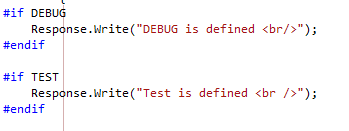 #if DEBUG
Response.Write("DEBUG is defined <br/>");
#endif
#if TEST
Response.Write("Test is defined <br />");
#endif